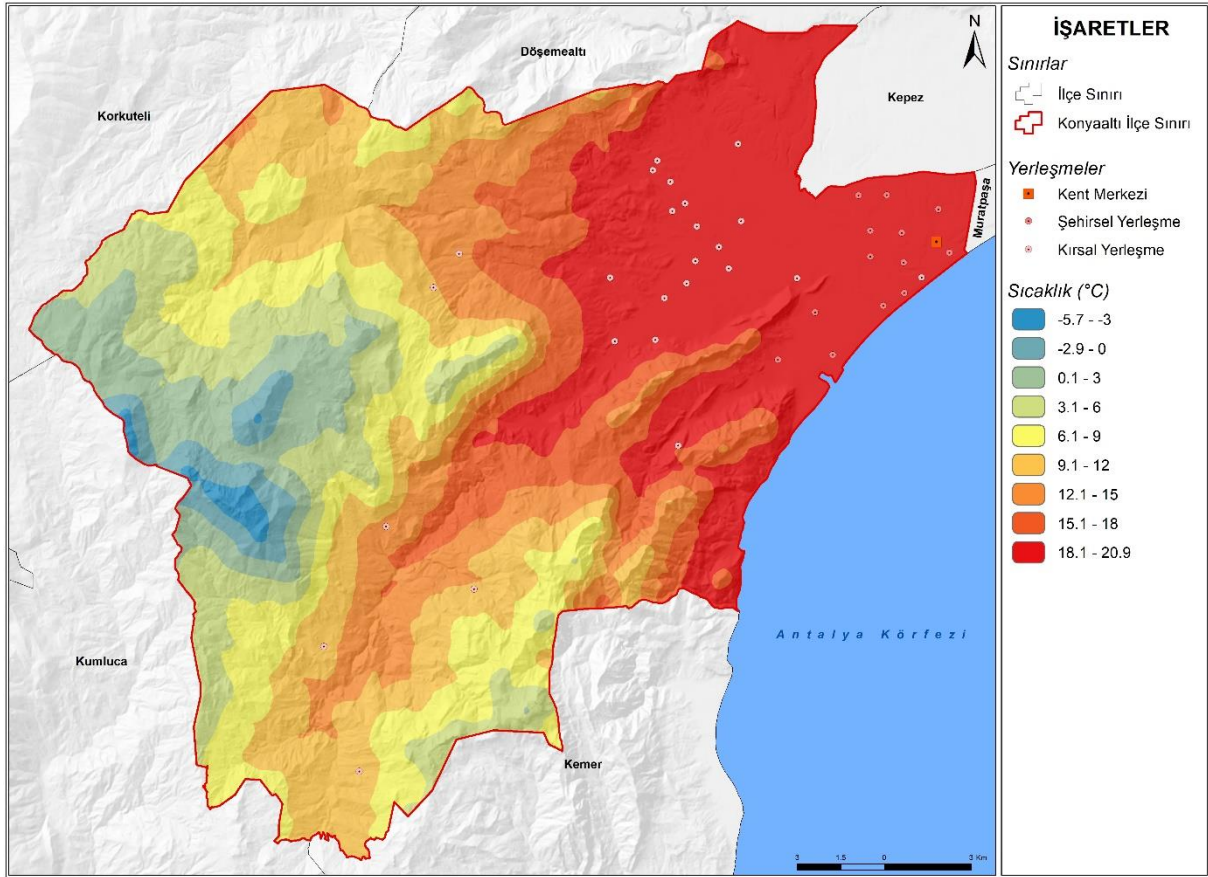 Döşemealtı
N
Korkuteli
Kepez
Muratpaşa
Antalya Körfezi
Kumluca
Kemer
3 1.5 0 3 Km
İŞARETLER
Sınırlar
İlçe Sınırı
Konyaaltı İlçe Sınırı
Yerleşmeler
Kent Merkezi
Şehirsel Yerleşme
Kırsal Yerleşme
Sıcaklık (°C)
-5.7 - -3
-2.9 - 0
0.1 - 3
3.1 - 6
6.1 - 9
9.1 - 12
12.1 - 15
15.1 - 18
18.1 - 20.9